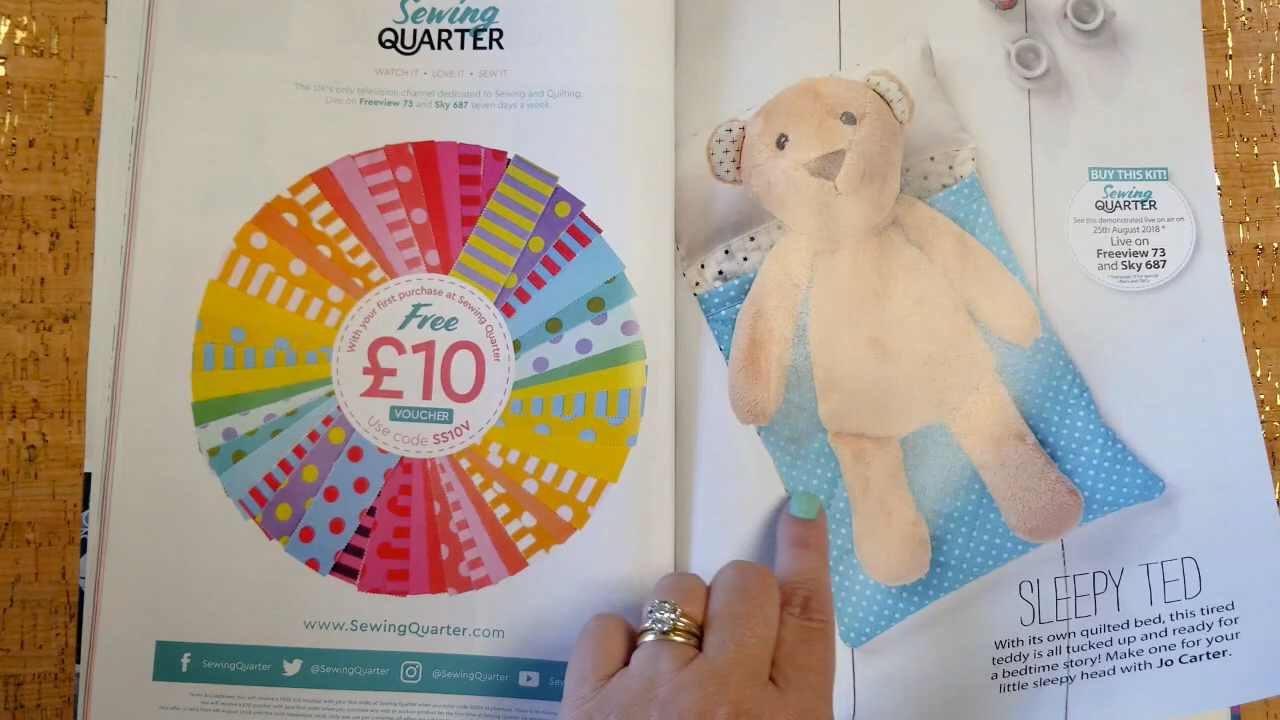 Sewing
QUARTER
WATCH IT • LOVE IT • SEW IT
The UK's only television channel dedicated to Sewing and Quilting.
Live on Freeview 73 and Sky 687 seven days a week.
With your first purchase at Sewing Quarter
Free
£10
VOUCHER
Use code SS10V
www.SewingQuarter.com
SewingQuarter @SewingQuarter @SewingQuarter Sew
BUY THIS KIT!
Sewing
QUARTER
See this demonstrated live on air on
25th August 2018 *
Live on
Freeview 73
and Sky 687
SLEEPY TED
With its own quilted bed, this tired
teddy is all tucked up and ready for
a bedtime story! Make one for your
little sleepy head with Jo Carter.